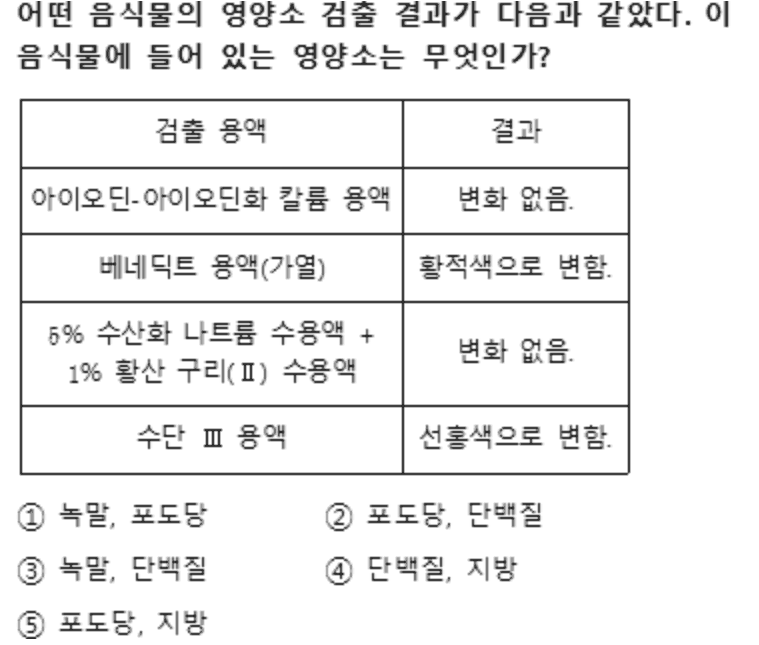 어떤 음식물의 영양소 검출 결과가 다음과 같았다. 이
음식물에 들어 있는 영양소는 무엇인가?
검출 용액 결과
아이오딘-아이오딘화 칼륨 용액 변화 없음.
베네딕트 용액(가열) 황적색으로 변함.
5% 수산화 나트륨 수용액 +
1% 황산 구리(Ⅱ) 수용액 변화 없음.
수단 Ⅲ 용액 선홍색으로 변함.
① 녹말, 포도당 ② 포도당, 단백질
③ 녹말, 단백질 ④ 단백질, 지방
⑤ 포도당, 지방